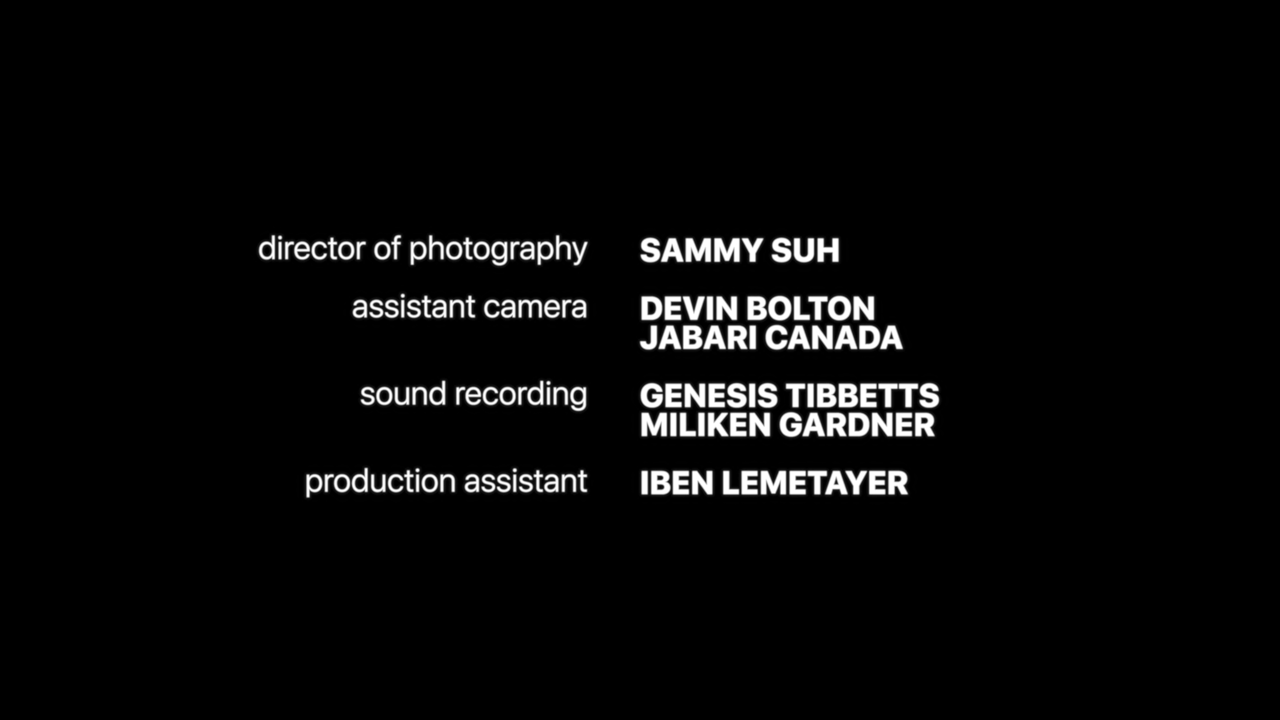 director of photography SAMMY SUH
assistant camera DEVIN BOLTON
JABARI CANADA
sound recording GENESIS TIBBETTS
MILIKEN GARDNER
production assistant IBEN LEMETAYER